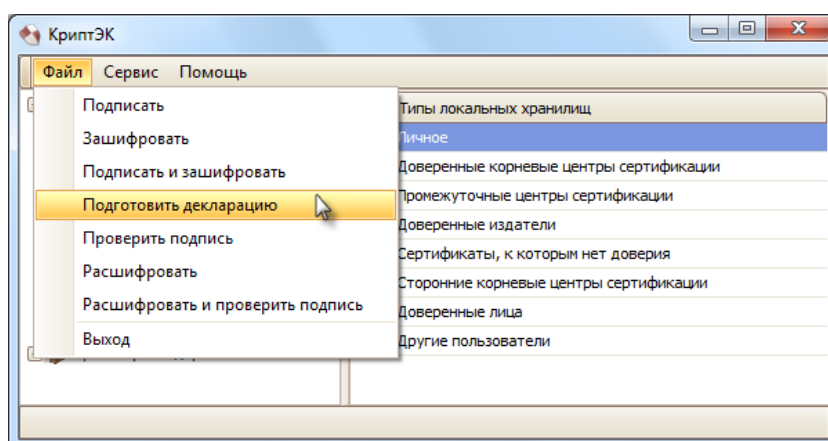 КриптЭК
Файл Сервис Помощь
Подписать
Зашифровать
Подписать и зашифровать
Подготовить декларацию
Проверить подпись
Расшифровать
Расшифровать и проверить подпись
Выход
Типы локальных хранилищ
Личное
Доверенные корневые центры сертификации
Промежуточные центры сертификации
Доверенные издатели
Сертификаты, к которым нет доверия
Сторонние корневые центры сертификации
Доверенные лица
Другие пользователи